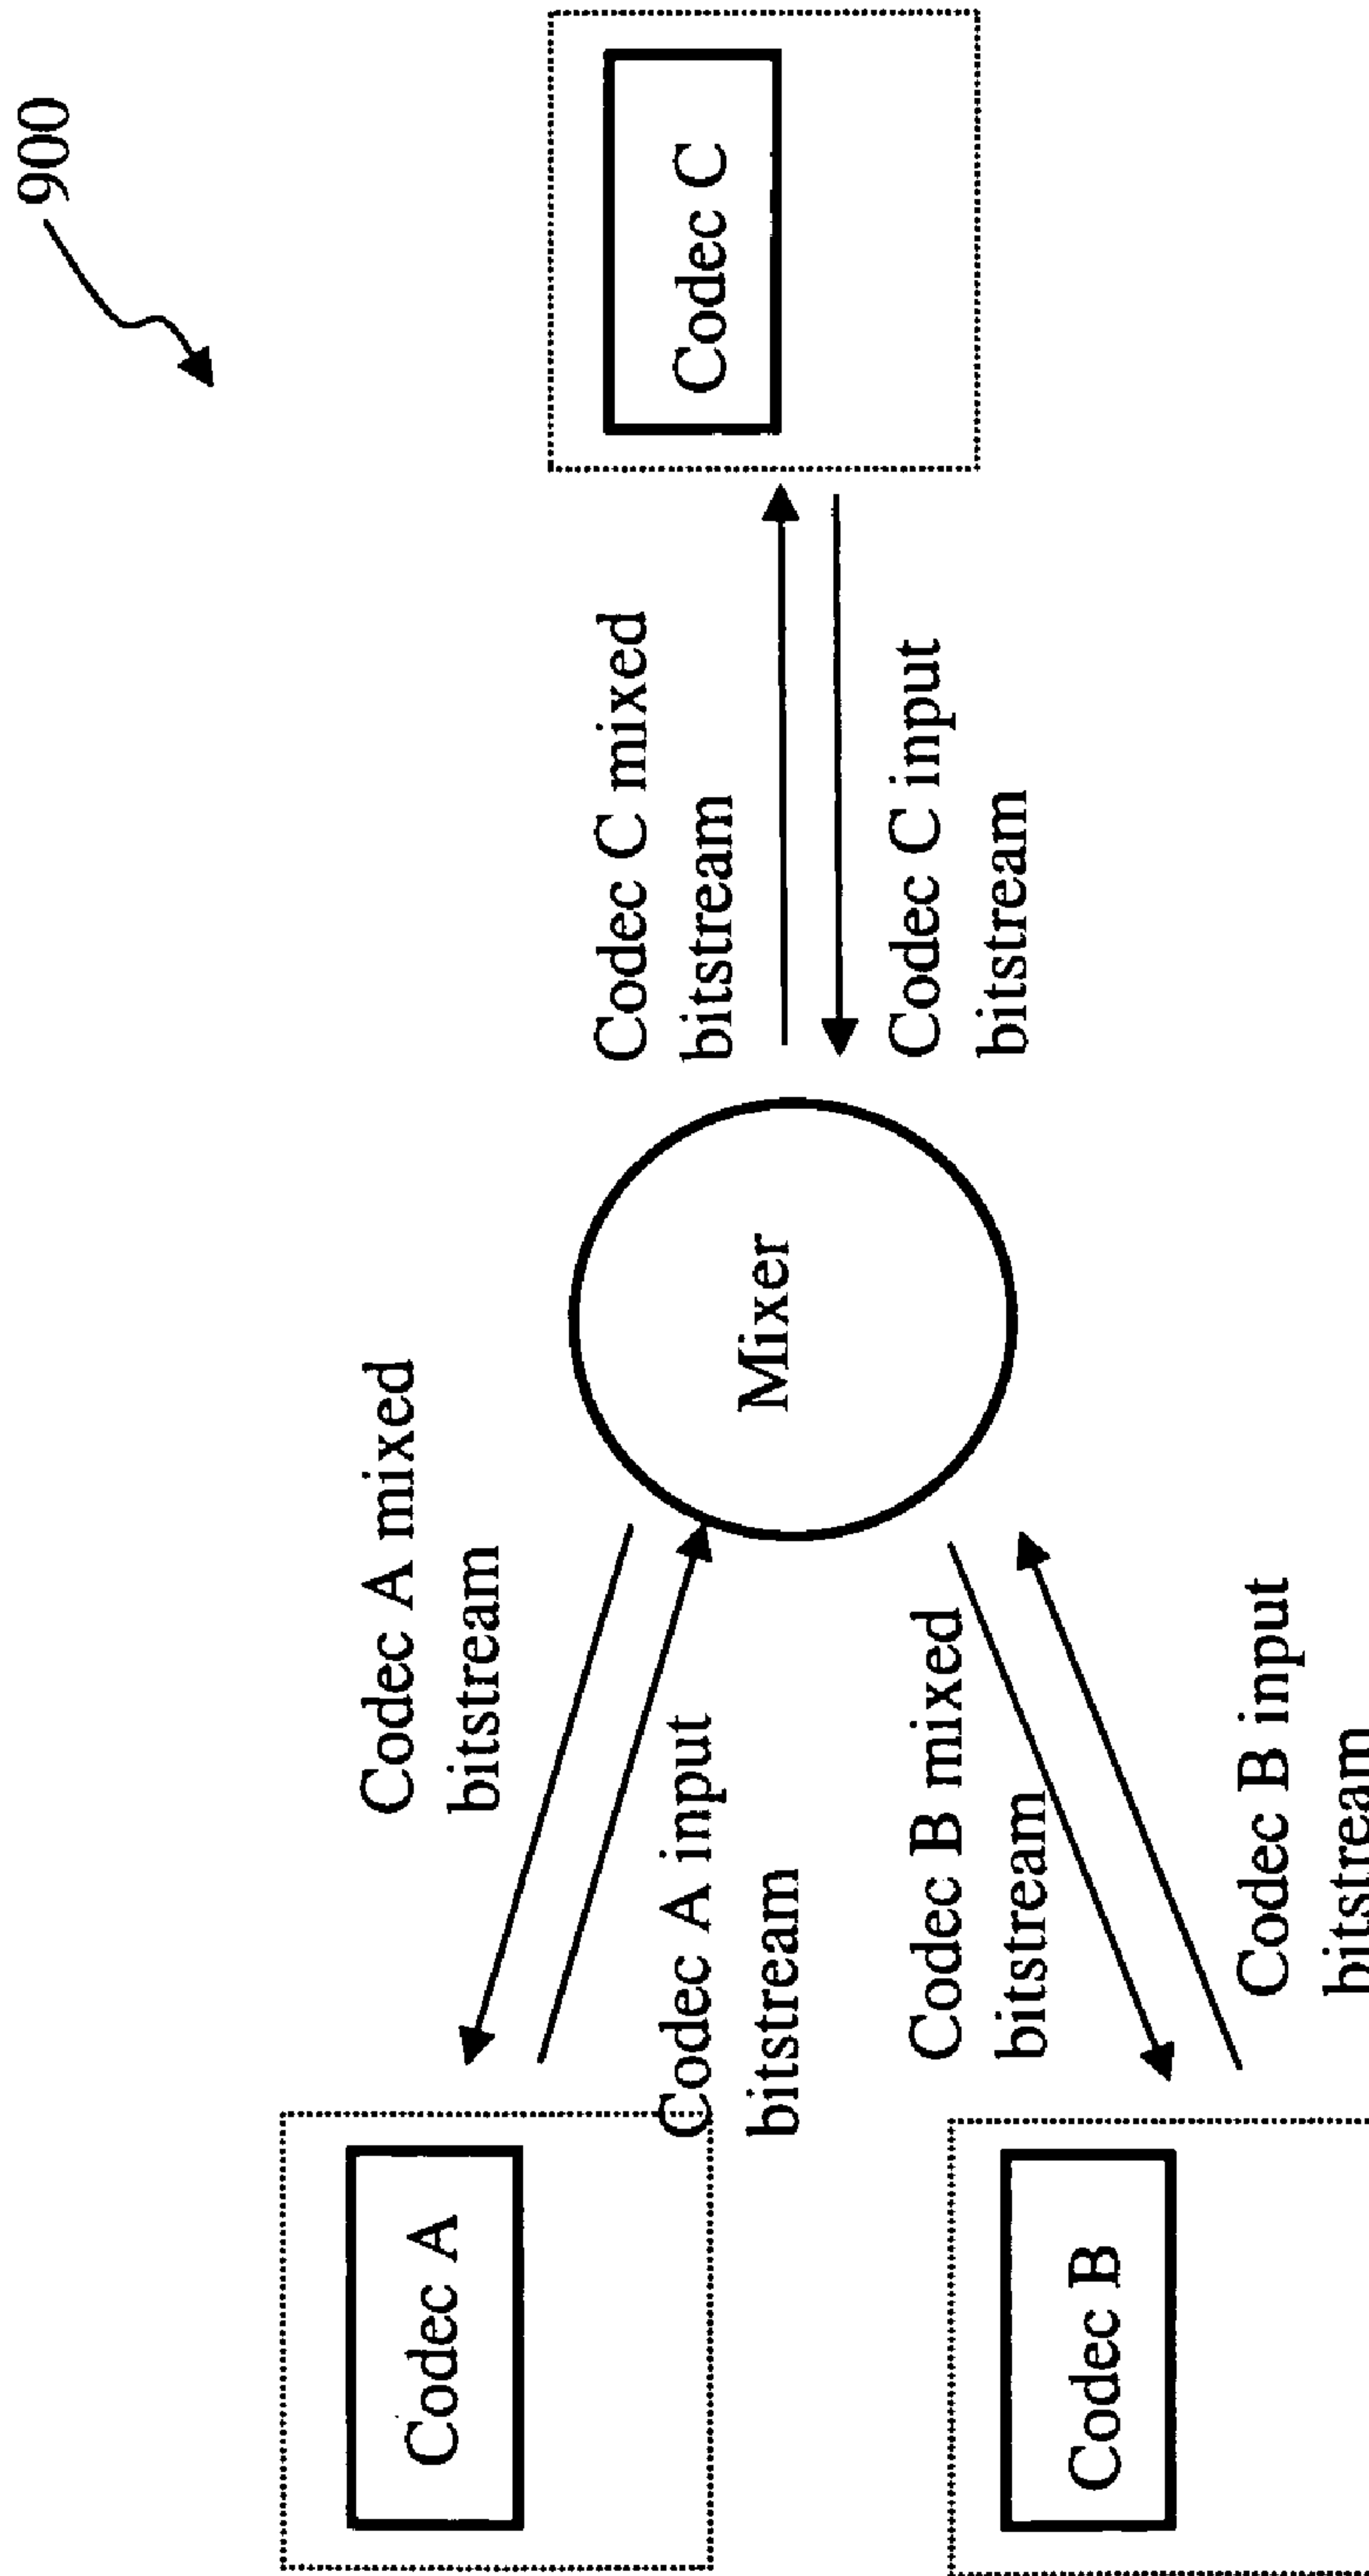 900
Codec A
Codec A mixed
bitstream
Codec A input
bitstream
Mixer
Codec C mixed
bitstream
Codec C input
bitstream
Codec C
Codec B
Codec B mixed
bitstream
Codec B input
bitstream